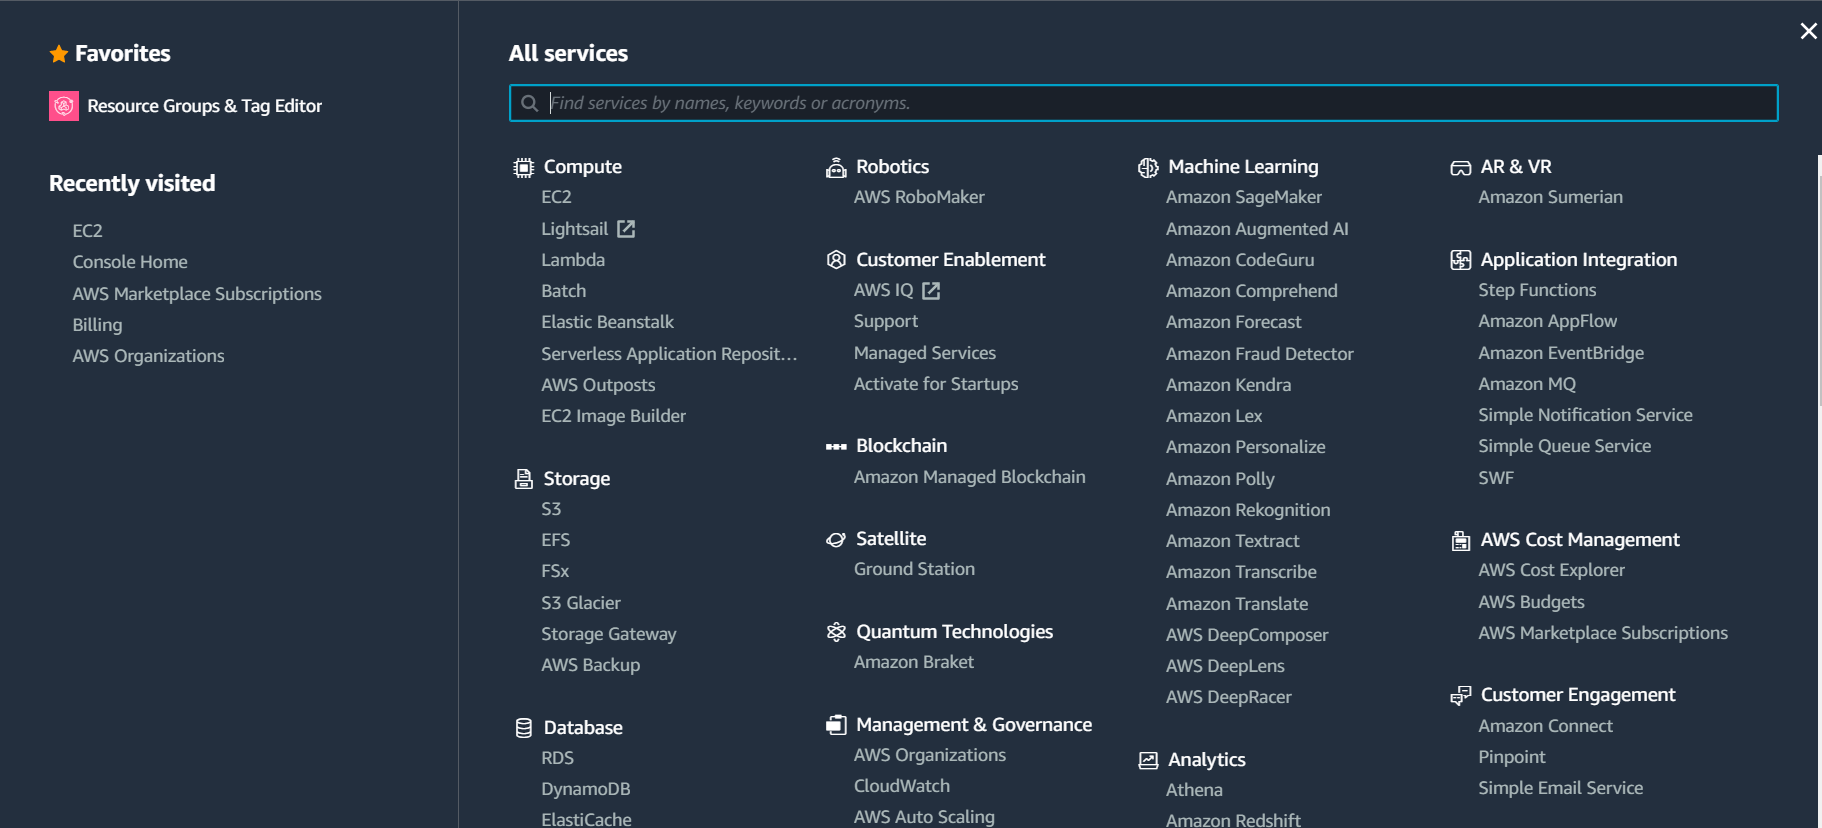 Favorites
Resource Groups & Tag Editor
Recently visited
EC2
Console Home
AWS Marketplace Subscriptions
Billing
AWS Organizations
All services
Find services by names, keywords or acronyms.
Compute
EC2
Lightsail
Lambda
Batch
Elastic Beanstalk
Serverless Application Reposit...
AWS Outposts
EC2 Image Builder
Storage
S3
EFS
FSx
S3 Glacier
Storage Gateway
AWS Backup
Database
RDS
DynamoDB
ElastiCache
Robotics
AWS RoboMaker
Customer Enablement
AWS IQ
Support
Managed Services
Activate for Startups
Blockchain
Amazon Managed Blockchain
Satellite
Ground Station
Quantum Technologies
Amazon Braket
Management & Governance
AWS Organizations
CloudWatch
AWS Auto Scaling
Machine Learning
Amazon SageMaker
Amazon Augmented AI
Amazon CodeGuru
Amazon Comprehend
Amazon Forecast
Amazon Fraud Detector
Amazon Kendra
Amazon Lex
Amazon Personalize
Amazon Polly
Amazon Rekognition
Amazon Textract
Amazon Transcribe
Amazon Translate
AWS DeepComposer
AWS DeepLens
AWS DeepRacer
Analytics
Athena
Amazon Redshift
AR & VR
Amazon Sumerian
Application Integration
Step Functions
Amazon AppFlow
Amazon EventBridge
Amazon MQ
Simple Notification Service
Simple Queue Service
SWF
AWS Cost Management
AWS Cost Explorer
AWS Budgets
AWS Marketplace Subscriptions
Customer Engagement
Amazon Connect
Pinpoint
Simple Email Service